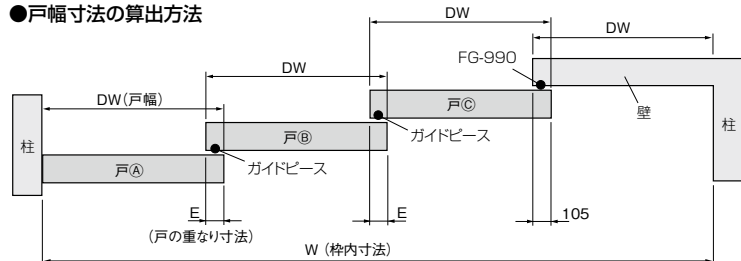 ●戸幅寸法の算出方法
DW
DW
FG-990
DW
DW(戸幅)
戸Ⓒ
壁
柱
柱
戸Ⓑ
ガイドピース
戸Ⓐ
ガイドピース
E
E
105
(戸の重なり寸法)
W (枠内寸法)